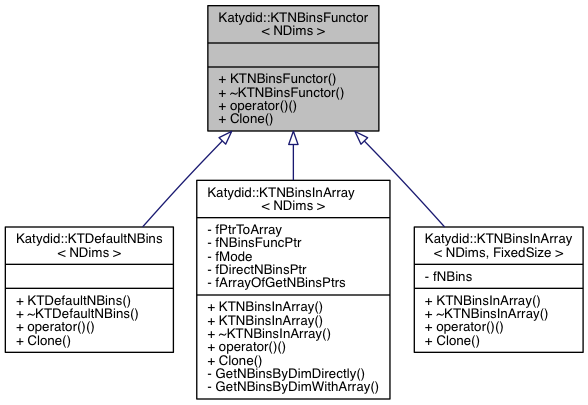 Katydid::KTNBinsFunctor
< NDims >
+ KTNBinsFunctor()
+ ~KTNBinsFunctor()
+ operator()()
+ Clone()
Katydid::KTDefaultNBins
< NDims >
+ KTDefaultNBins()
+ ~KTDefaultNBins()
+ operator()()
+ Clone()
Katydid::KTNBinsInArray
< NDims >
- fPtrToArray
- fNBinsFuncPtr
- fMode
- fDirectNBinsPtr
- fArrayOfGetNBinsPtrs
+ KTNBinsInArray()
+ KTNBinsInArray()
+ ~KTNBinsInArray()
+ operator()()
+ Clone()
- GetNBinsByDimDirectly()
- GetNBinsByDimWithArray()
Katydid::KTNBinsInArray
< NDims, FixedSize >
- fNBins
+ KTNBinsInArray()
+ ~KTNBinsInArray()
+ operator()()
+ Clone()